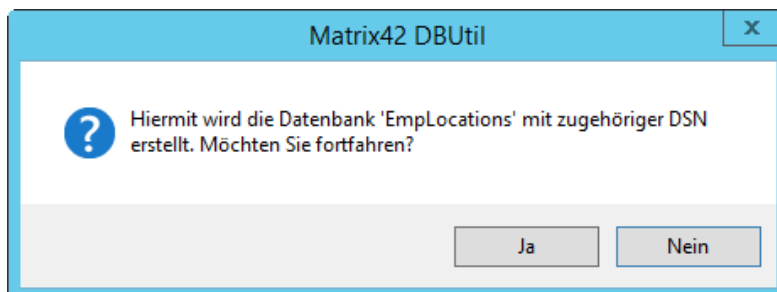 Matrix42 DBUtil
x
?
Hiermit wird die Datenbank 'EmpLocations' mit zugehöriger DSN
erstellt. Möchten Sie fortfahren?
Ja
Nein